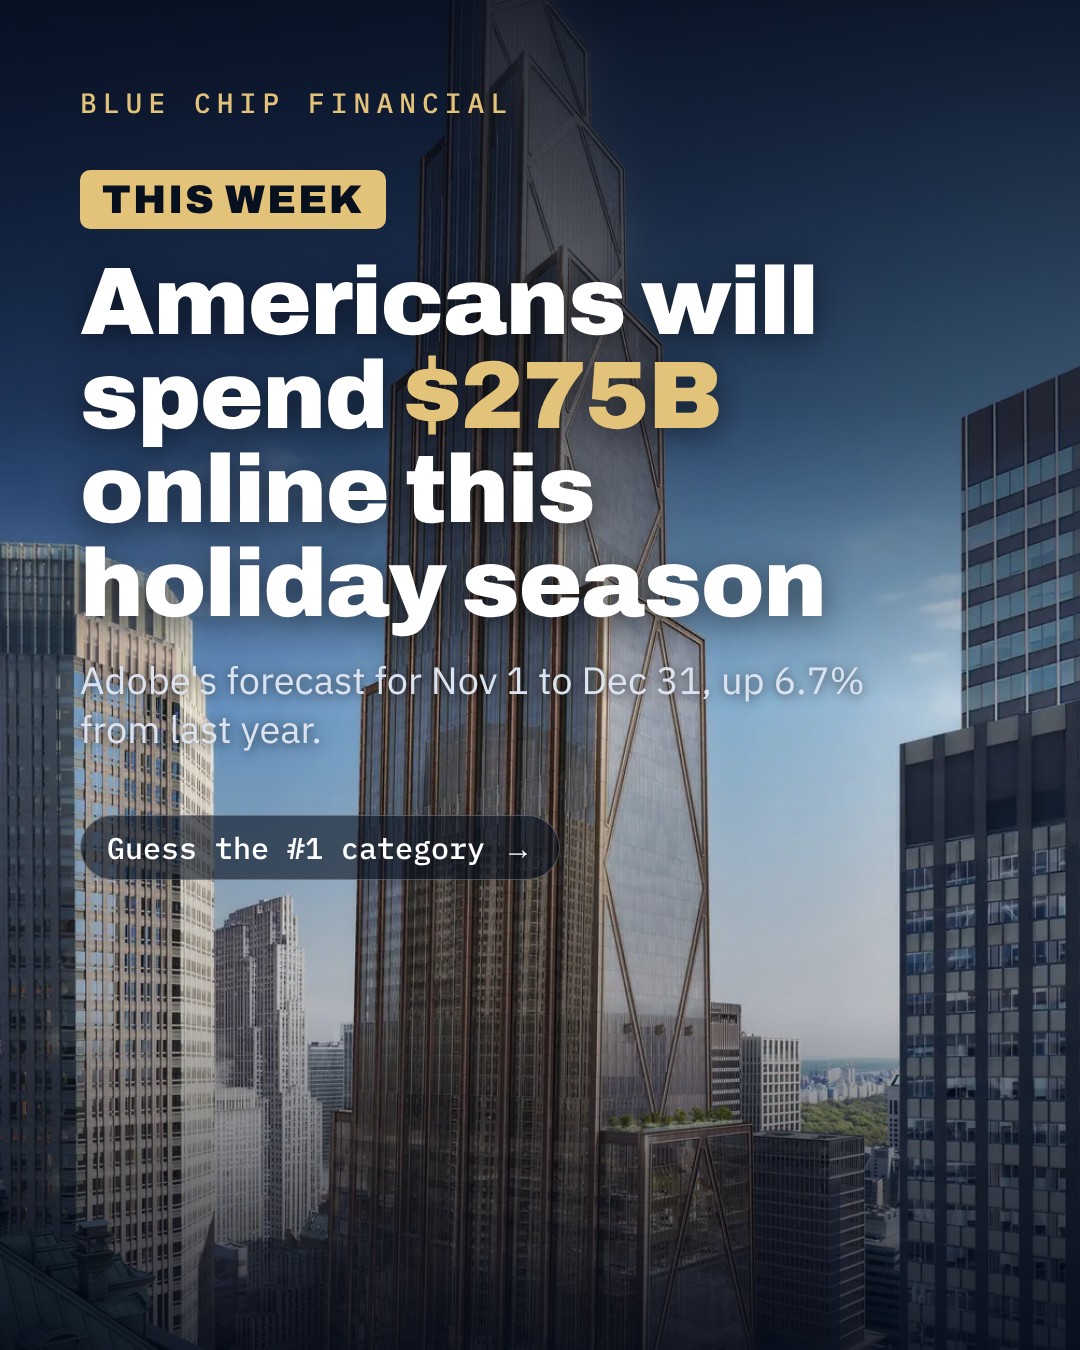 BLUE CHIP FINANCIAL
THIS WEEK
Americans will
spend $275B
online this
holiday season
Adobe's forecast for Nov 1 to Dec 31, up 6.7%
from last year.
Guess the #1 category →